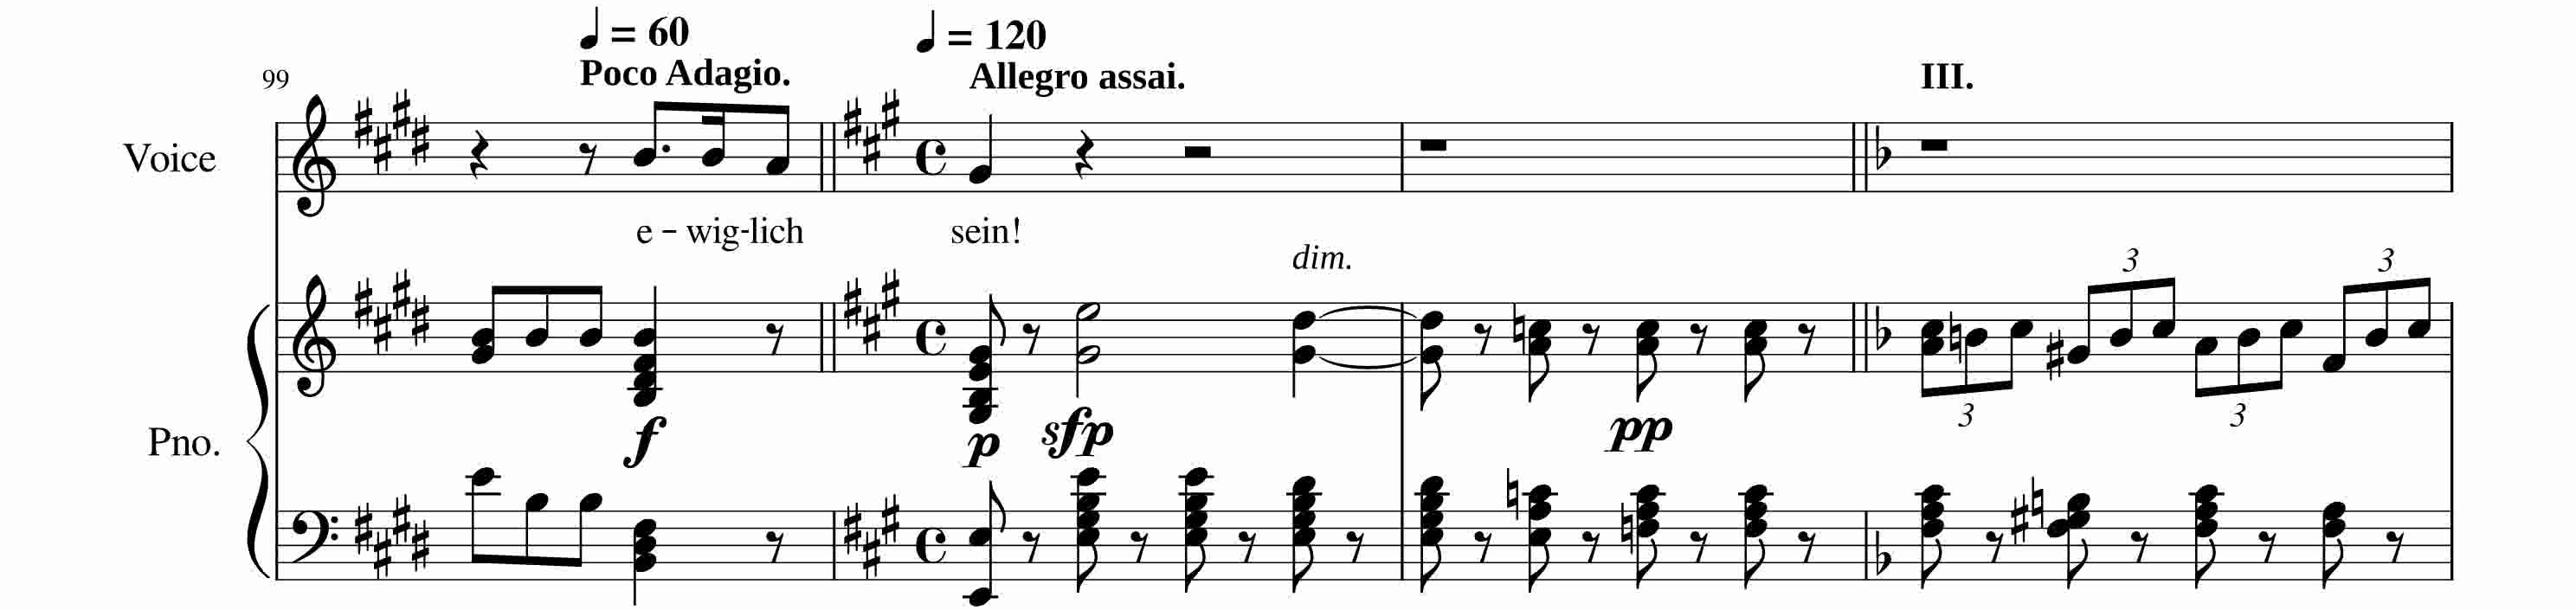 ♩ = 60 ♩ = 120
99 Poco Adagio. Allegro assai. III.
Voice
e – wig-lich sein!
dim.
3 3
3 3
f p sfp pp
Pno.